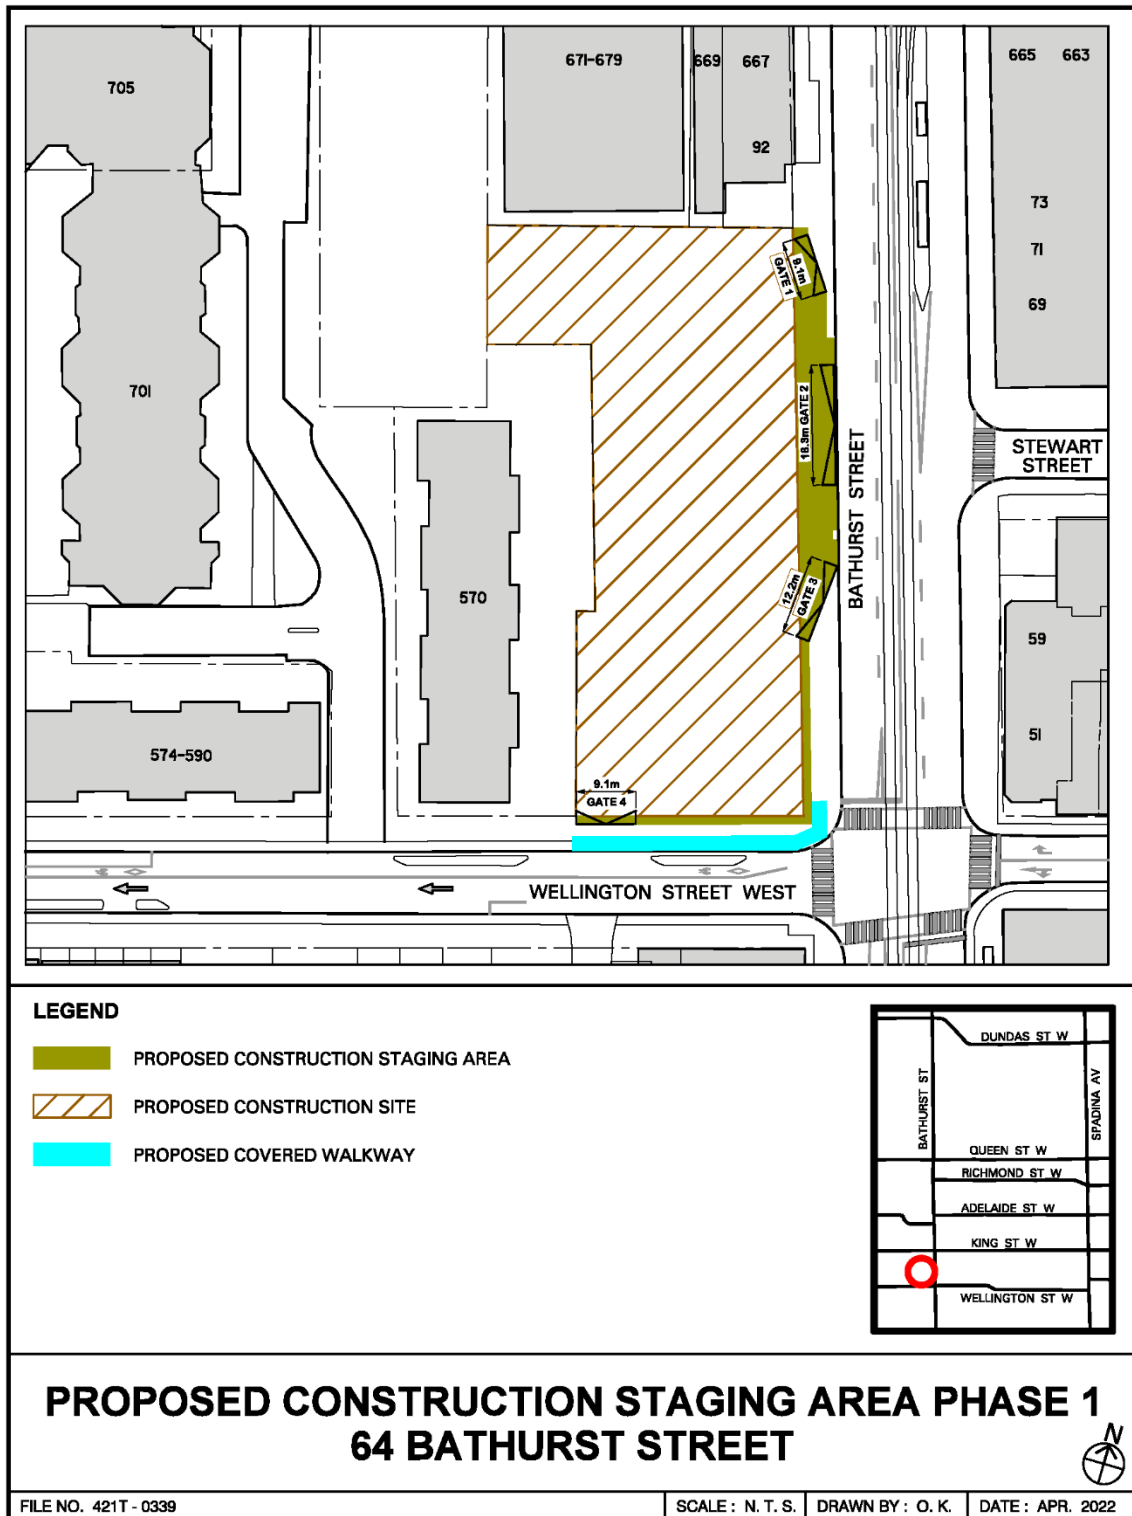 705
671-679
669
667
92
665
663
73
71
69
701
9.1m
GATE 1
18.3m GATE 2
BATHURST STREET
STEWART
STREET
12.2m
GATE 3
570
59
51
574-590
9.1m
GATE 4
WELLINGTON STREET WEST
LEGEND
PROPOSED CONSTRUCTION STAGING AREA
PROPOSED CONSTRUCTION SITE
PROPOSED COVERED WALKWAY
DUNDAS ST W
BATHURST ST
SPADINA AV
QUEEN ST W
RICHMOND ST W
ADELAIDE ST W
KING ST W
WELLINGTON ST W
PROPOSED CONSTRUCTION STAGING AREA PHASE 1
64 BATHURST STREET
N
FILE NO. 421T - 0339
SCALE : N. T. S.
DRAWN BY : O. K.
DATE : APR. 2022